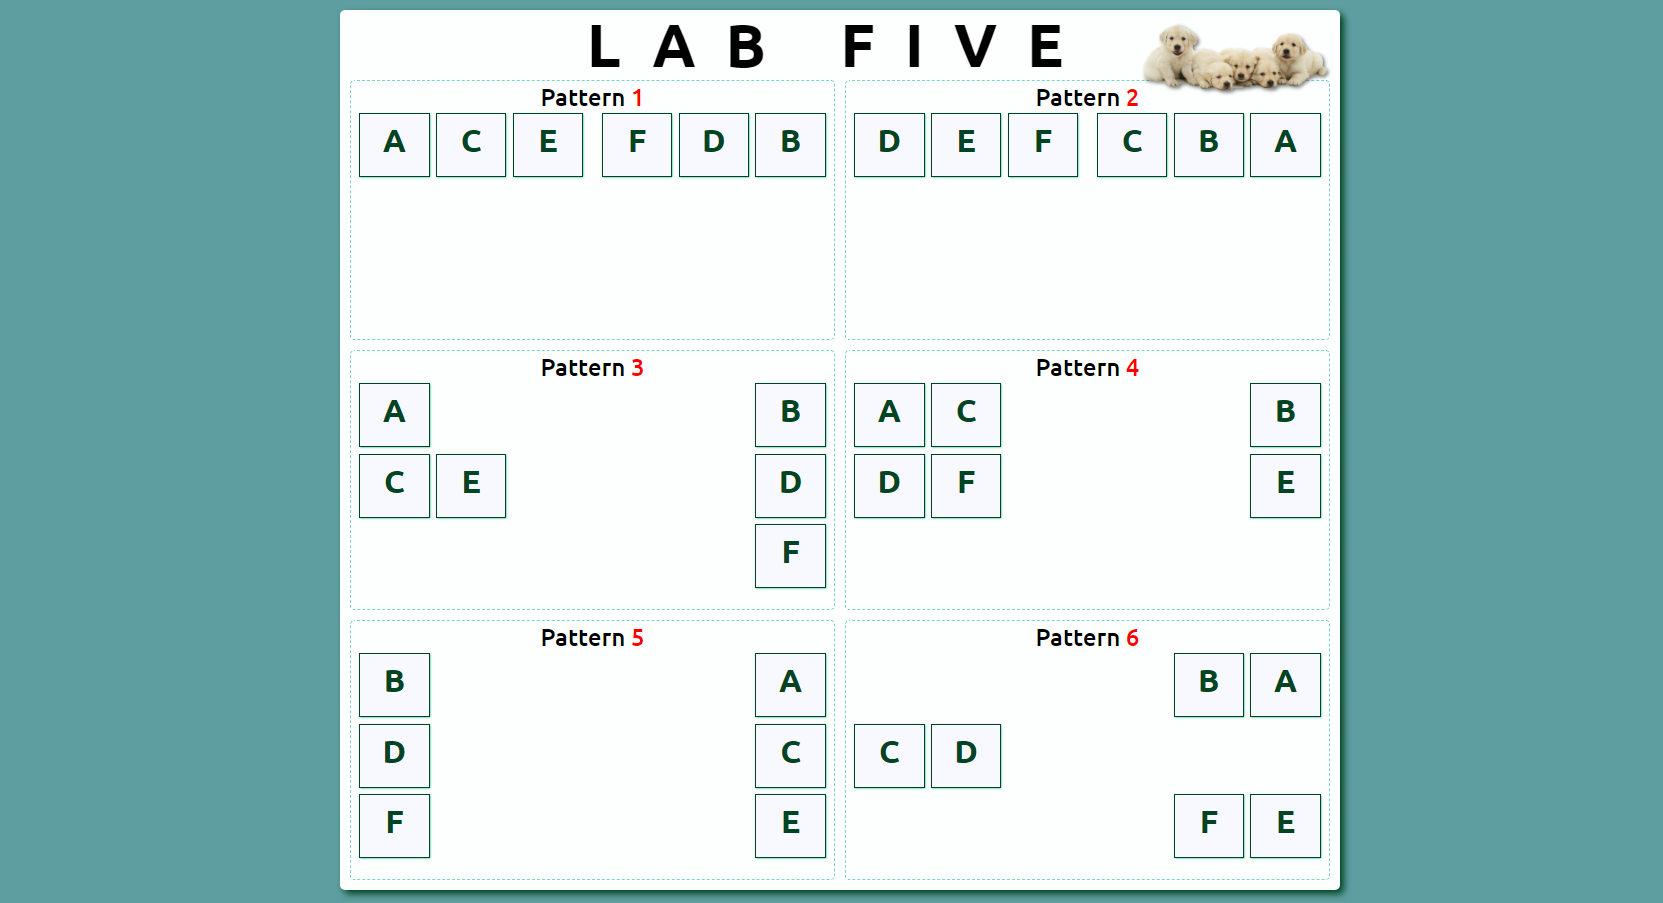 LAB FIVE
Pattern 1
A C E F D B
Pattern 2
D E F C B A
Pattern 3
A B
C E D
F
Pattern 4
A C B
D F E
Pattern 5
B A
D C
F E
Pattern 6
B A
C D
F E